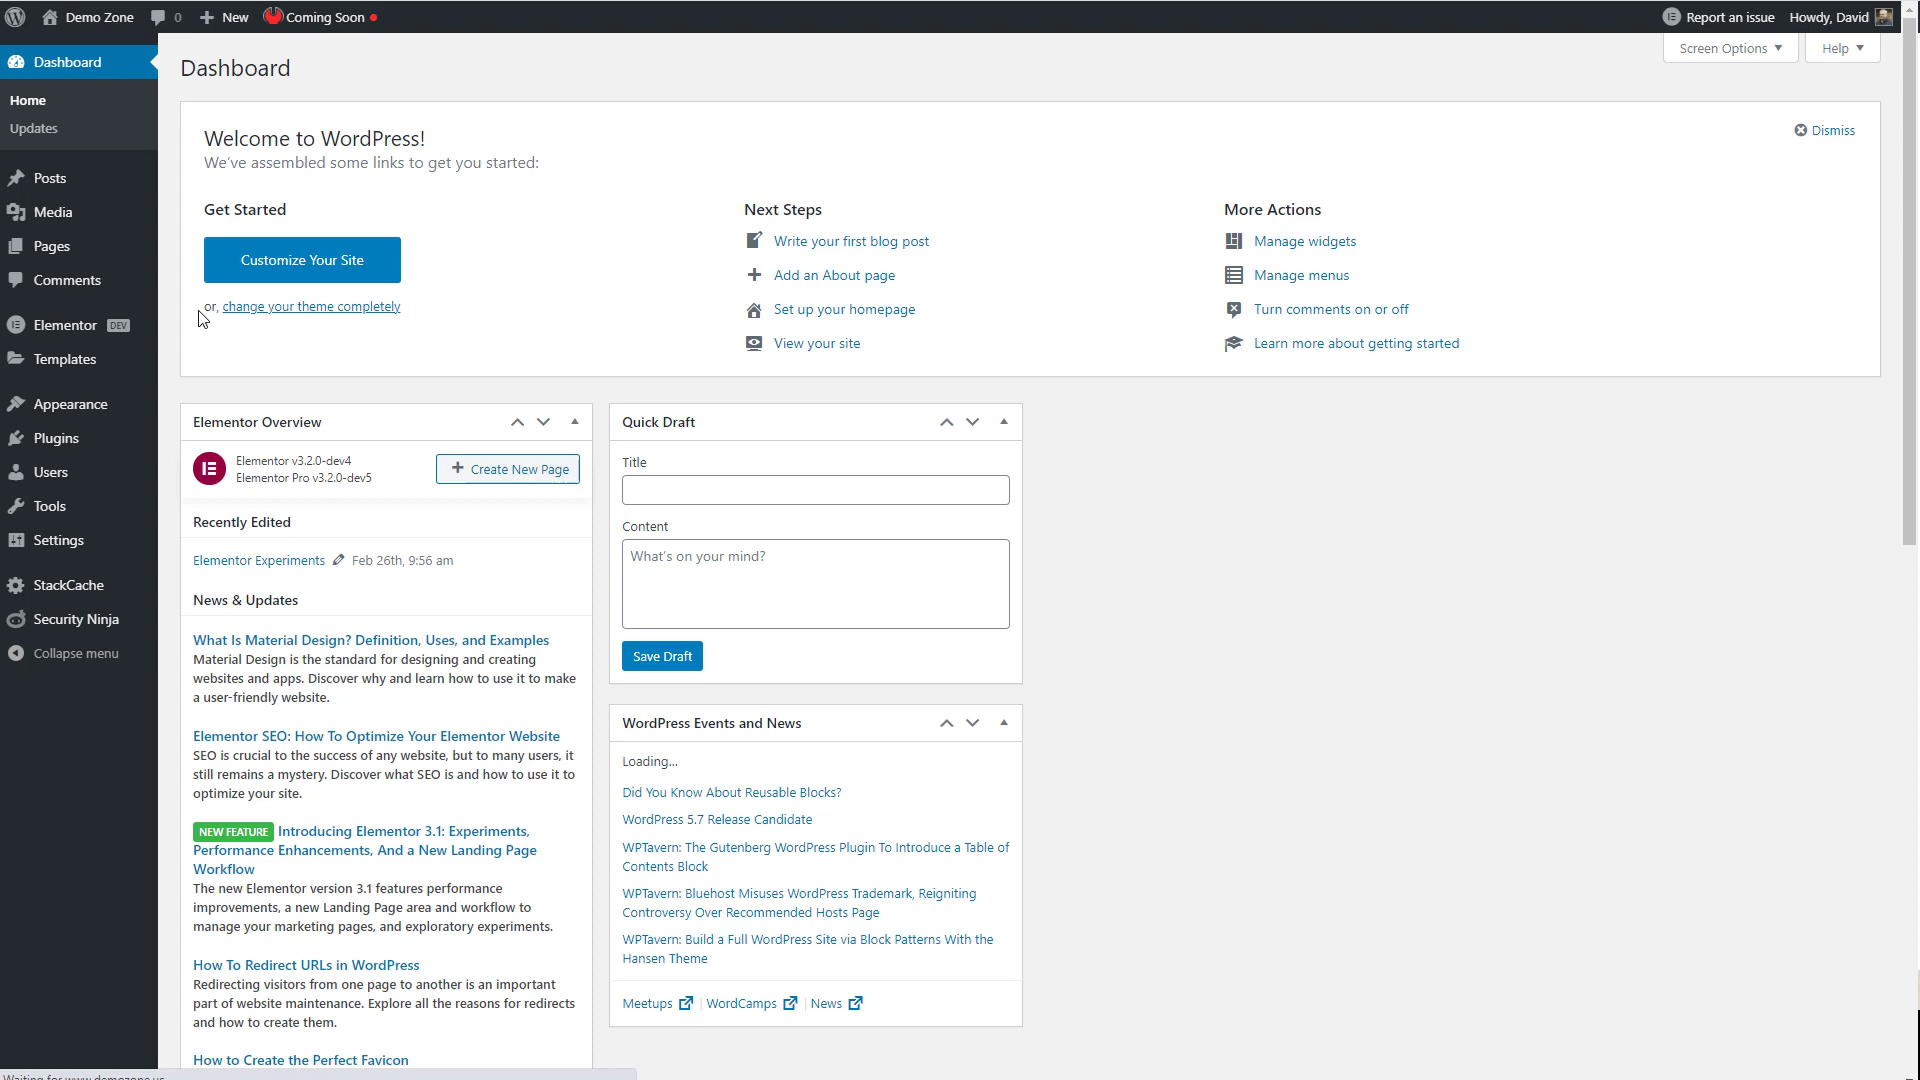 Demo Zone 0 New Coming Soon Report an issue Howdy, David
Screen Options Help
Dashboard
Home
Updates
Posts
Media
Pages
Comments
Elementor DEV
Templates
Appearance
Plugins
Users
Tools
Settings
StackCache
Security Ninja
Collapse menu
Dashboard
Welcome to WordPress!
Dismiss
We've assembled some links to get you started:
Get Started
Customize Your Site
or, change your theme completely
Next Steps
Write your first blog post
Add an About page
Set up your homepage
View your site
More Actions
Manage widgets
Manage menus
Turn comments on or off
Learn more about getting started
Elementor Overview
Elementor v3.2.0-dev4
Elementor Pro v3.2.0-dev5
Create New Page
Recently Edited
Elementor Experiments Feb 26th, 9:56 am
News & Updates
What Is Material Design? Definition, Uses, and Examples
Material Design is the standard for designing and creating
websites and apps. Discover why and learn how to use it to make
a user-friendly website.
Elementor SEO: How To Optimize Your Elementor Website
SEO is crucial to the success of any website, but to many users, it
still remains a mystery. Discover what SEO is and how to use it to
optimize your site.
NEW FEATURE Introducing Elementor 3.1: Experiments,
Performance Enhancements, And a New Landing Page
Workflow
The new Elementor version 3.1 features performance
improvements, a new Landing Page area and workflow to
manage your marketing pages, and exploratory experiments.
How To Redirect URLs in WordPress
Redirecting visitors from one page to another is an important
part of website maintenance. Explore all the reasons for redirects
and how to create them.
How to Create the Perfect Favicon
Quick Draft
Title
Content
What's on your mind?
Save Draft
WordPress Events and News
Loading...
Did You Know About Reusable Blocks?
WordPress 5.7 Release Candidate
WPTavern: The Gutenberg WordPress Plugin To Introduce a Table of
Contents Block
WPTavern: Bluehost Misuses WordPress Trademark, Reigniting
Controversy Over Recommended Hosts Page
WPTavern: Build a Full WordPress Site via Block Patterns With the
Hansen Theme
Meetups | WordCamps | News